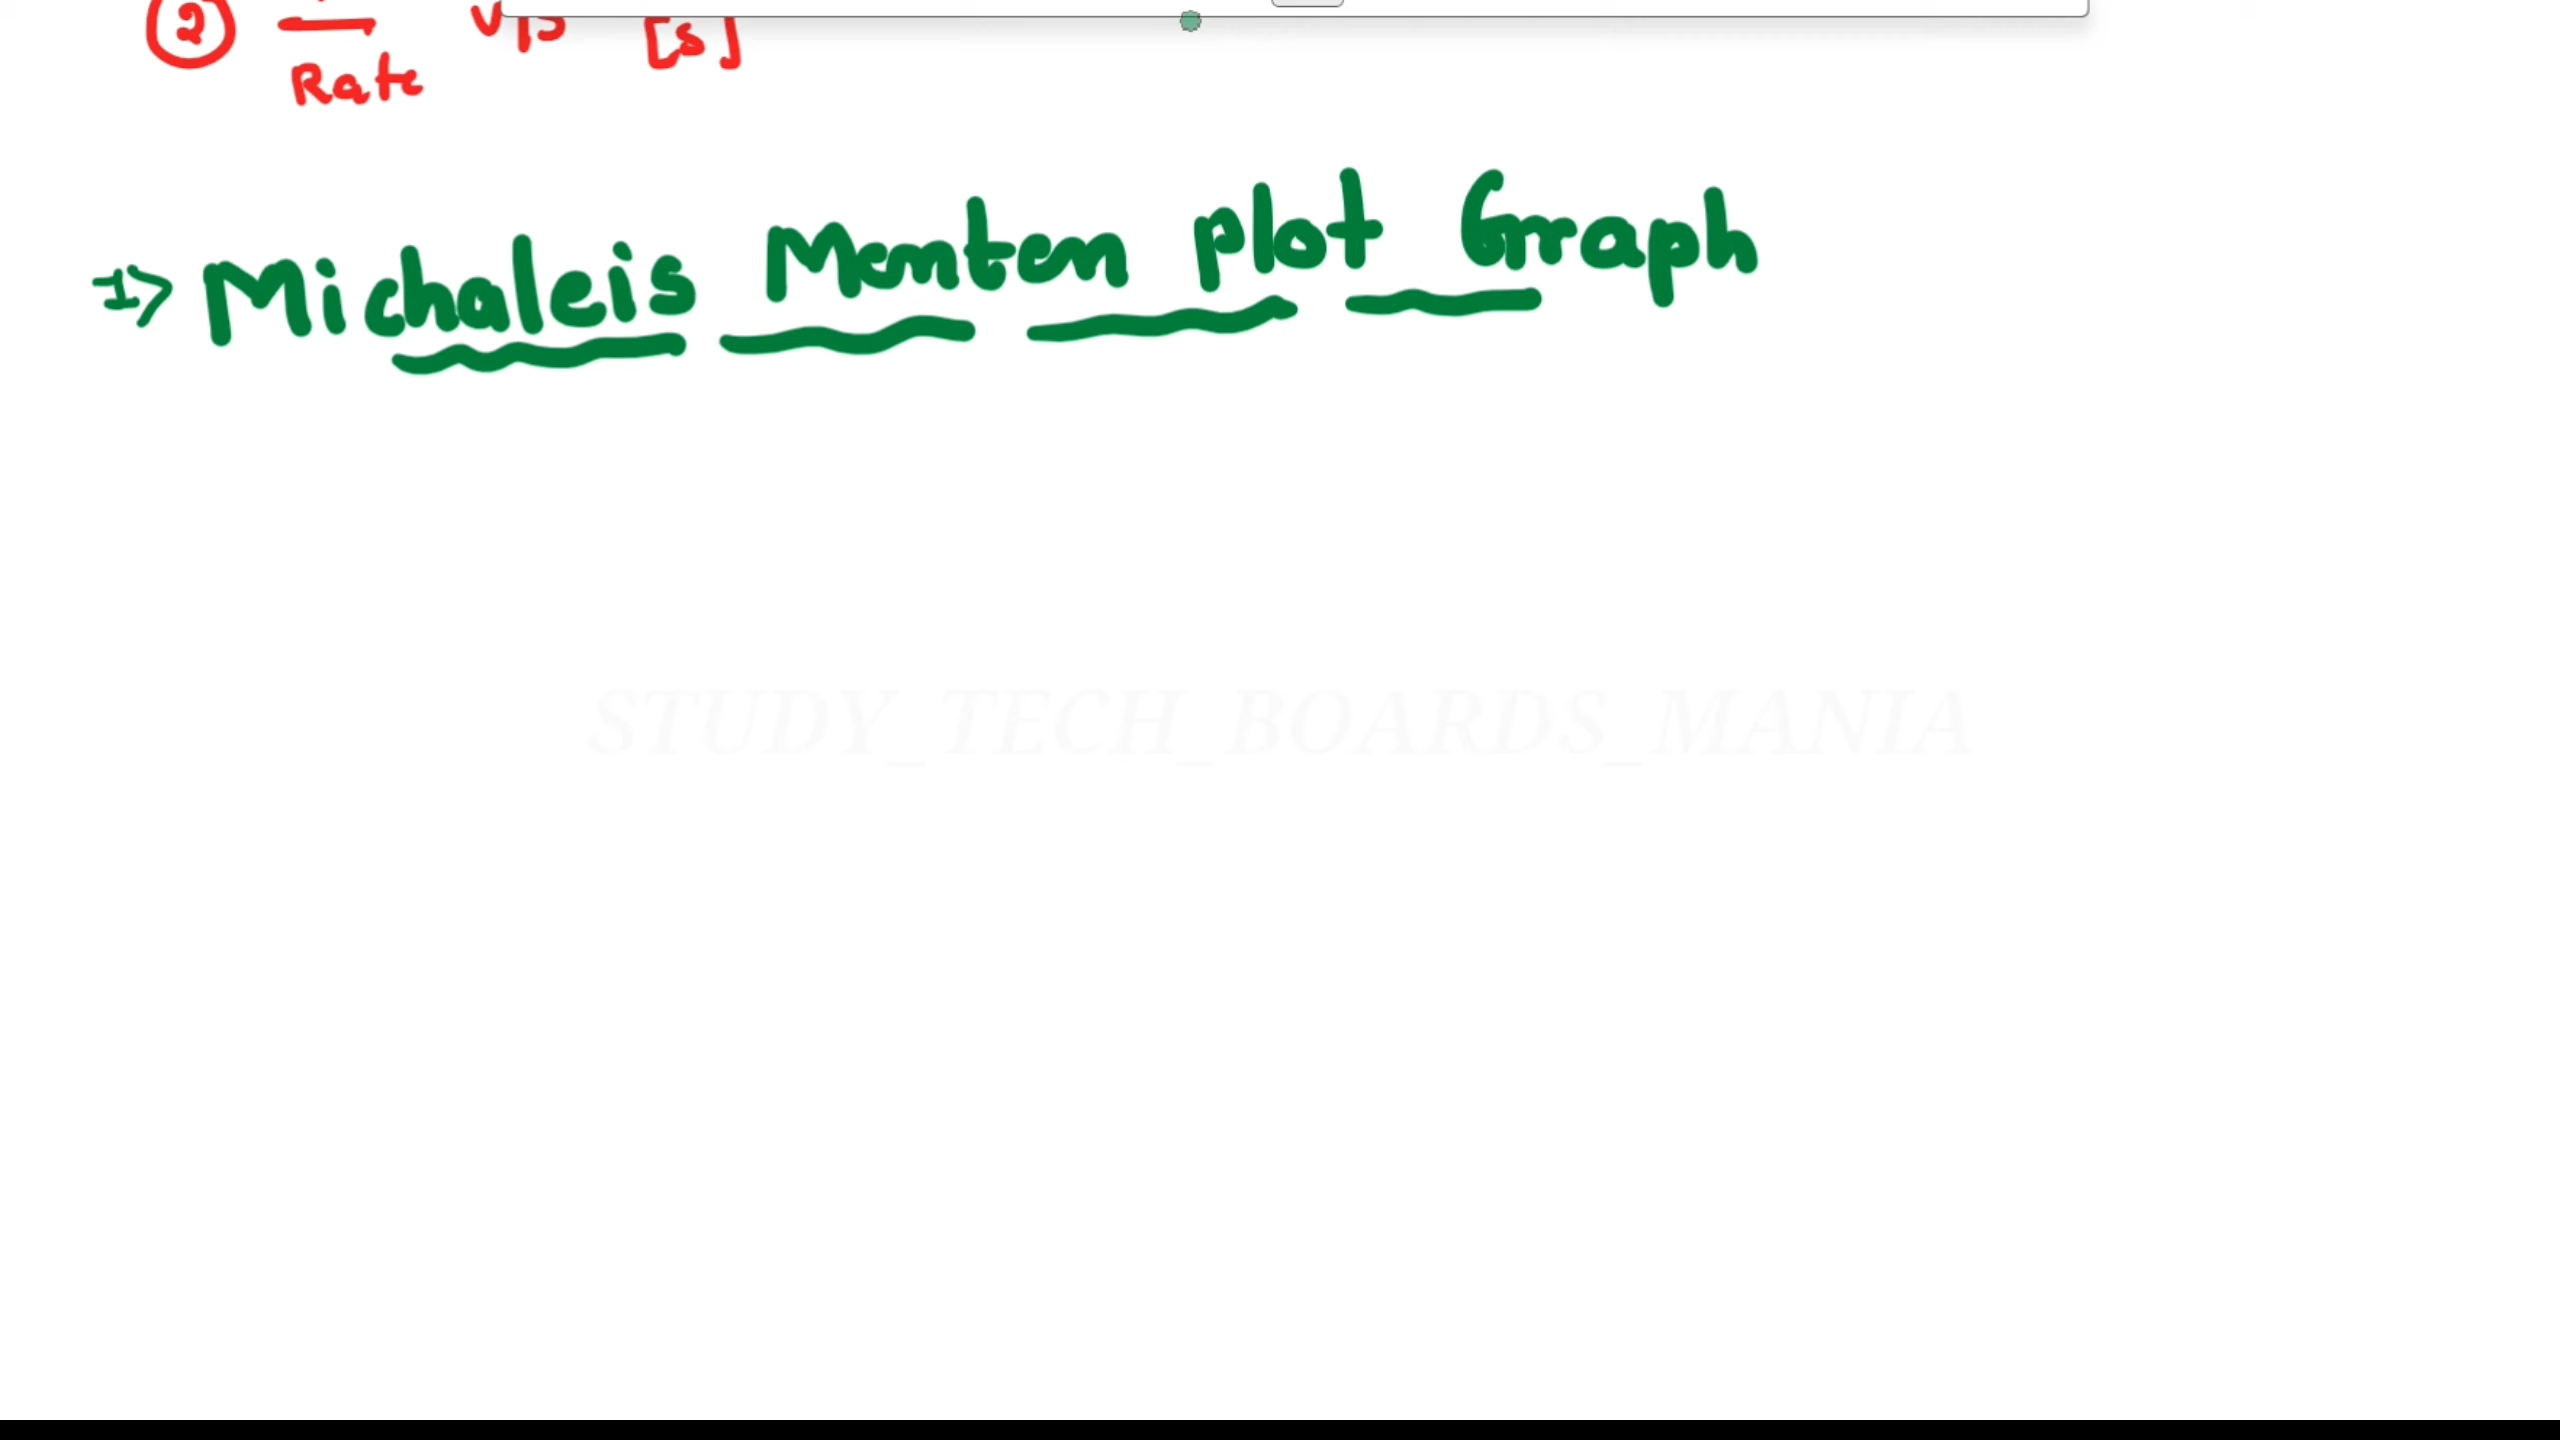 ② V/s [s]
Rate
=> Michaleis Menten plot Graph
STUDY_TECH_BOARDS_MANIA